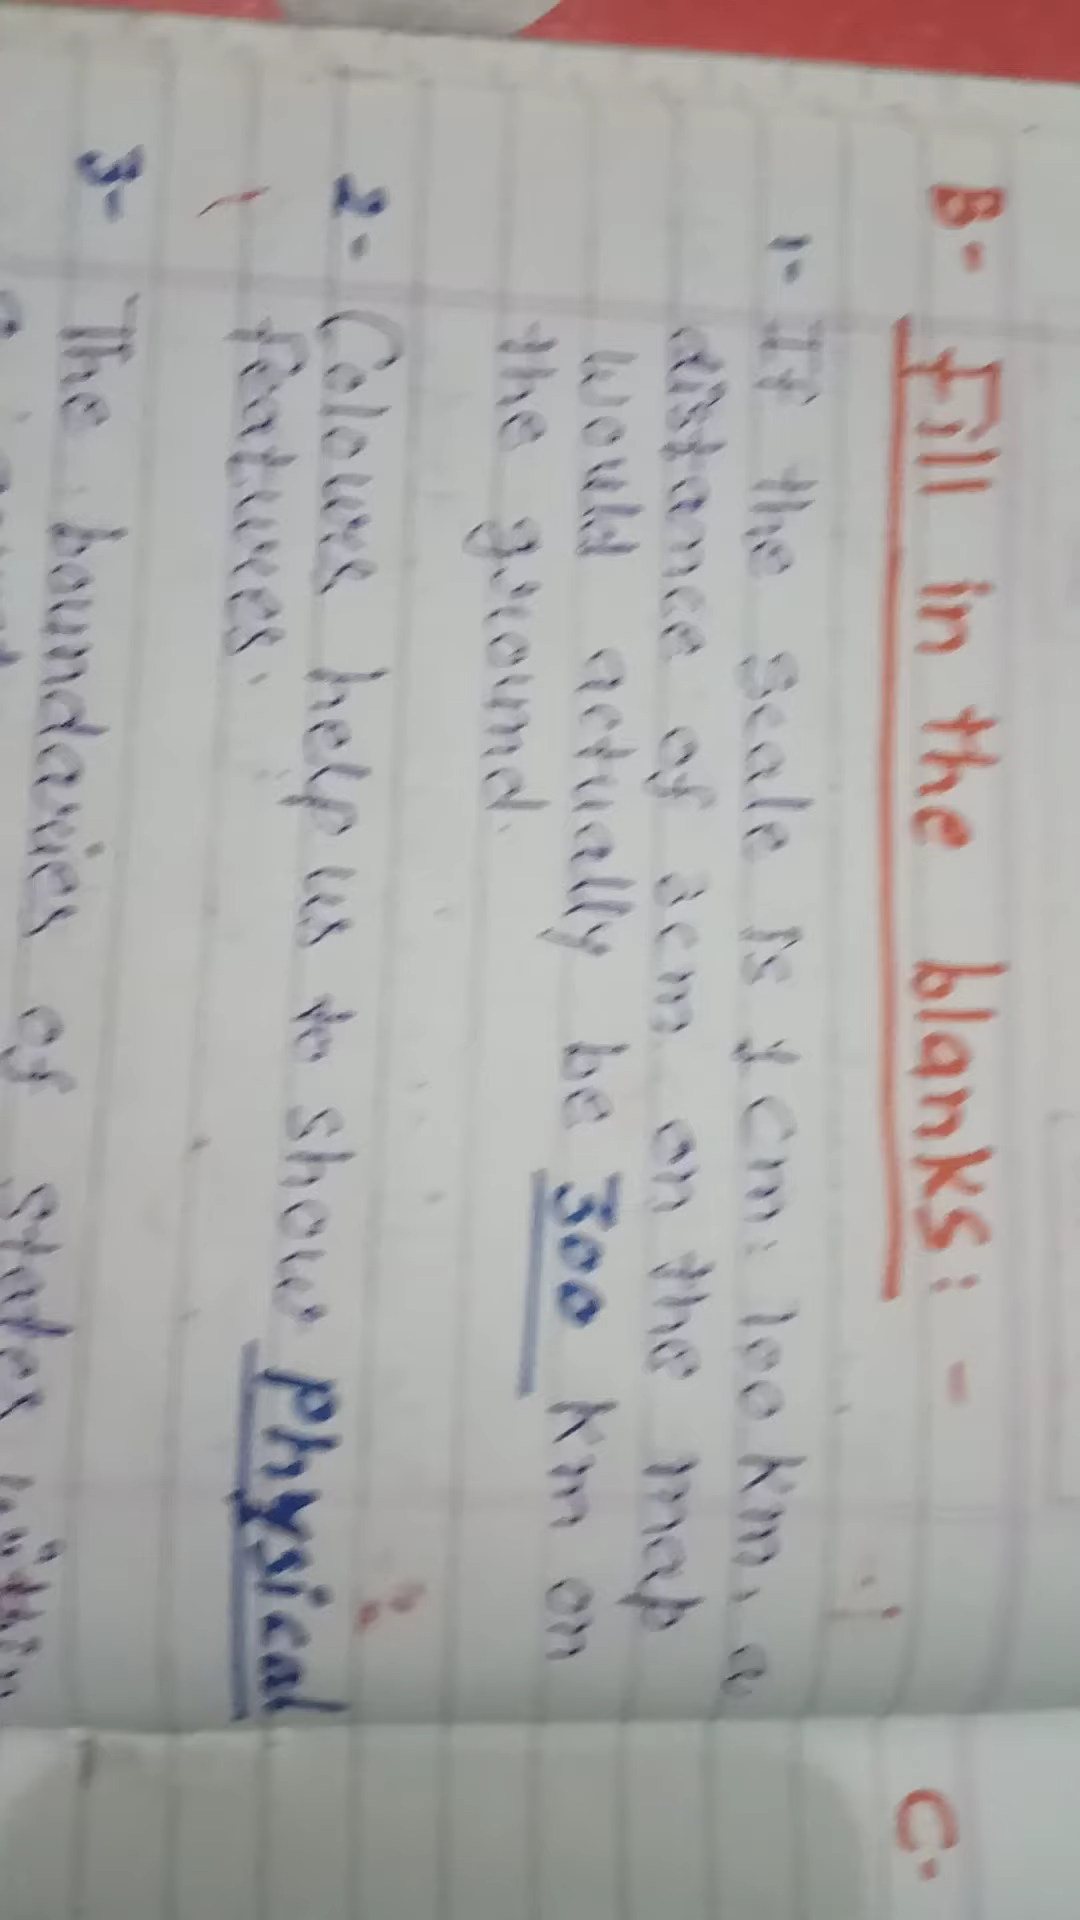 B- Fill in the blanks:-
1- If the scale is 1 cm: 100 km, a
distance of 3cm on the map
would actually be 300 km on
the ground.
2- Colours help us to show Physical
features.
3- The boundaries of states within
C-